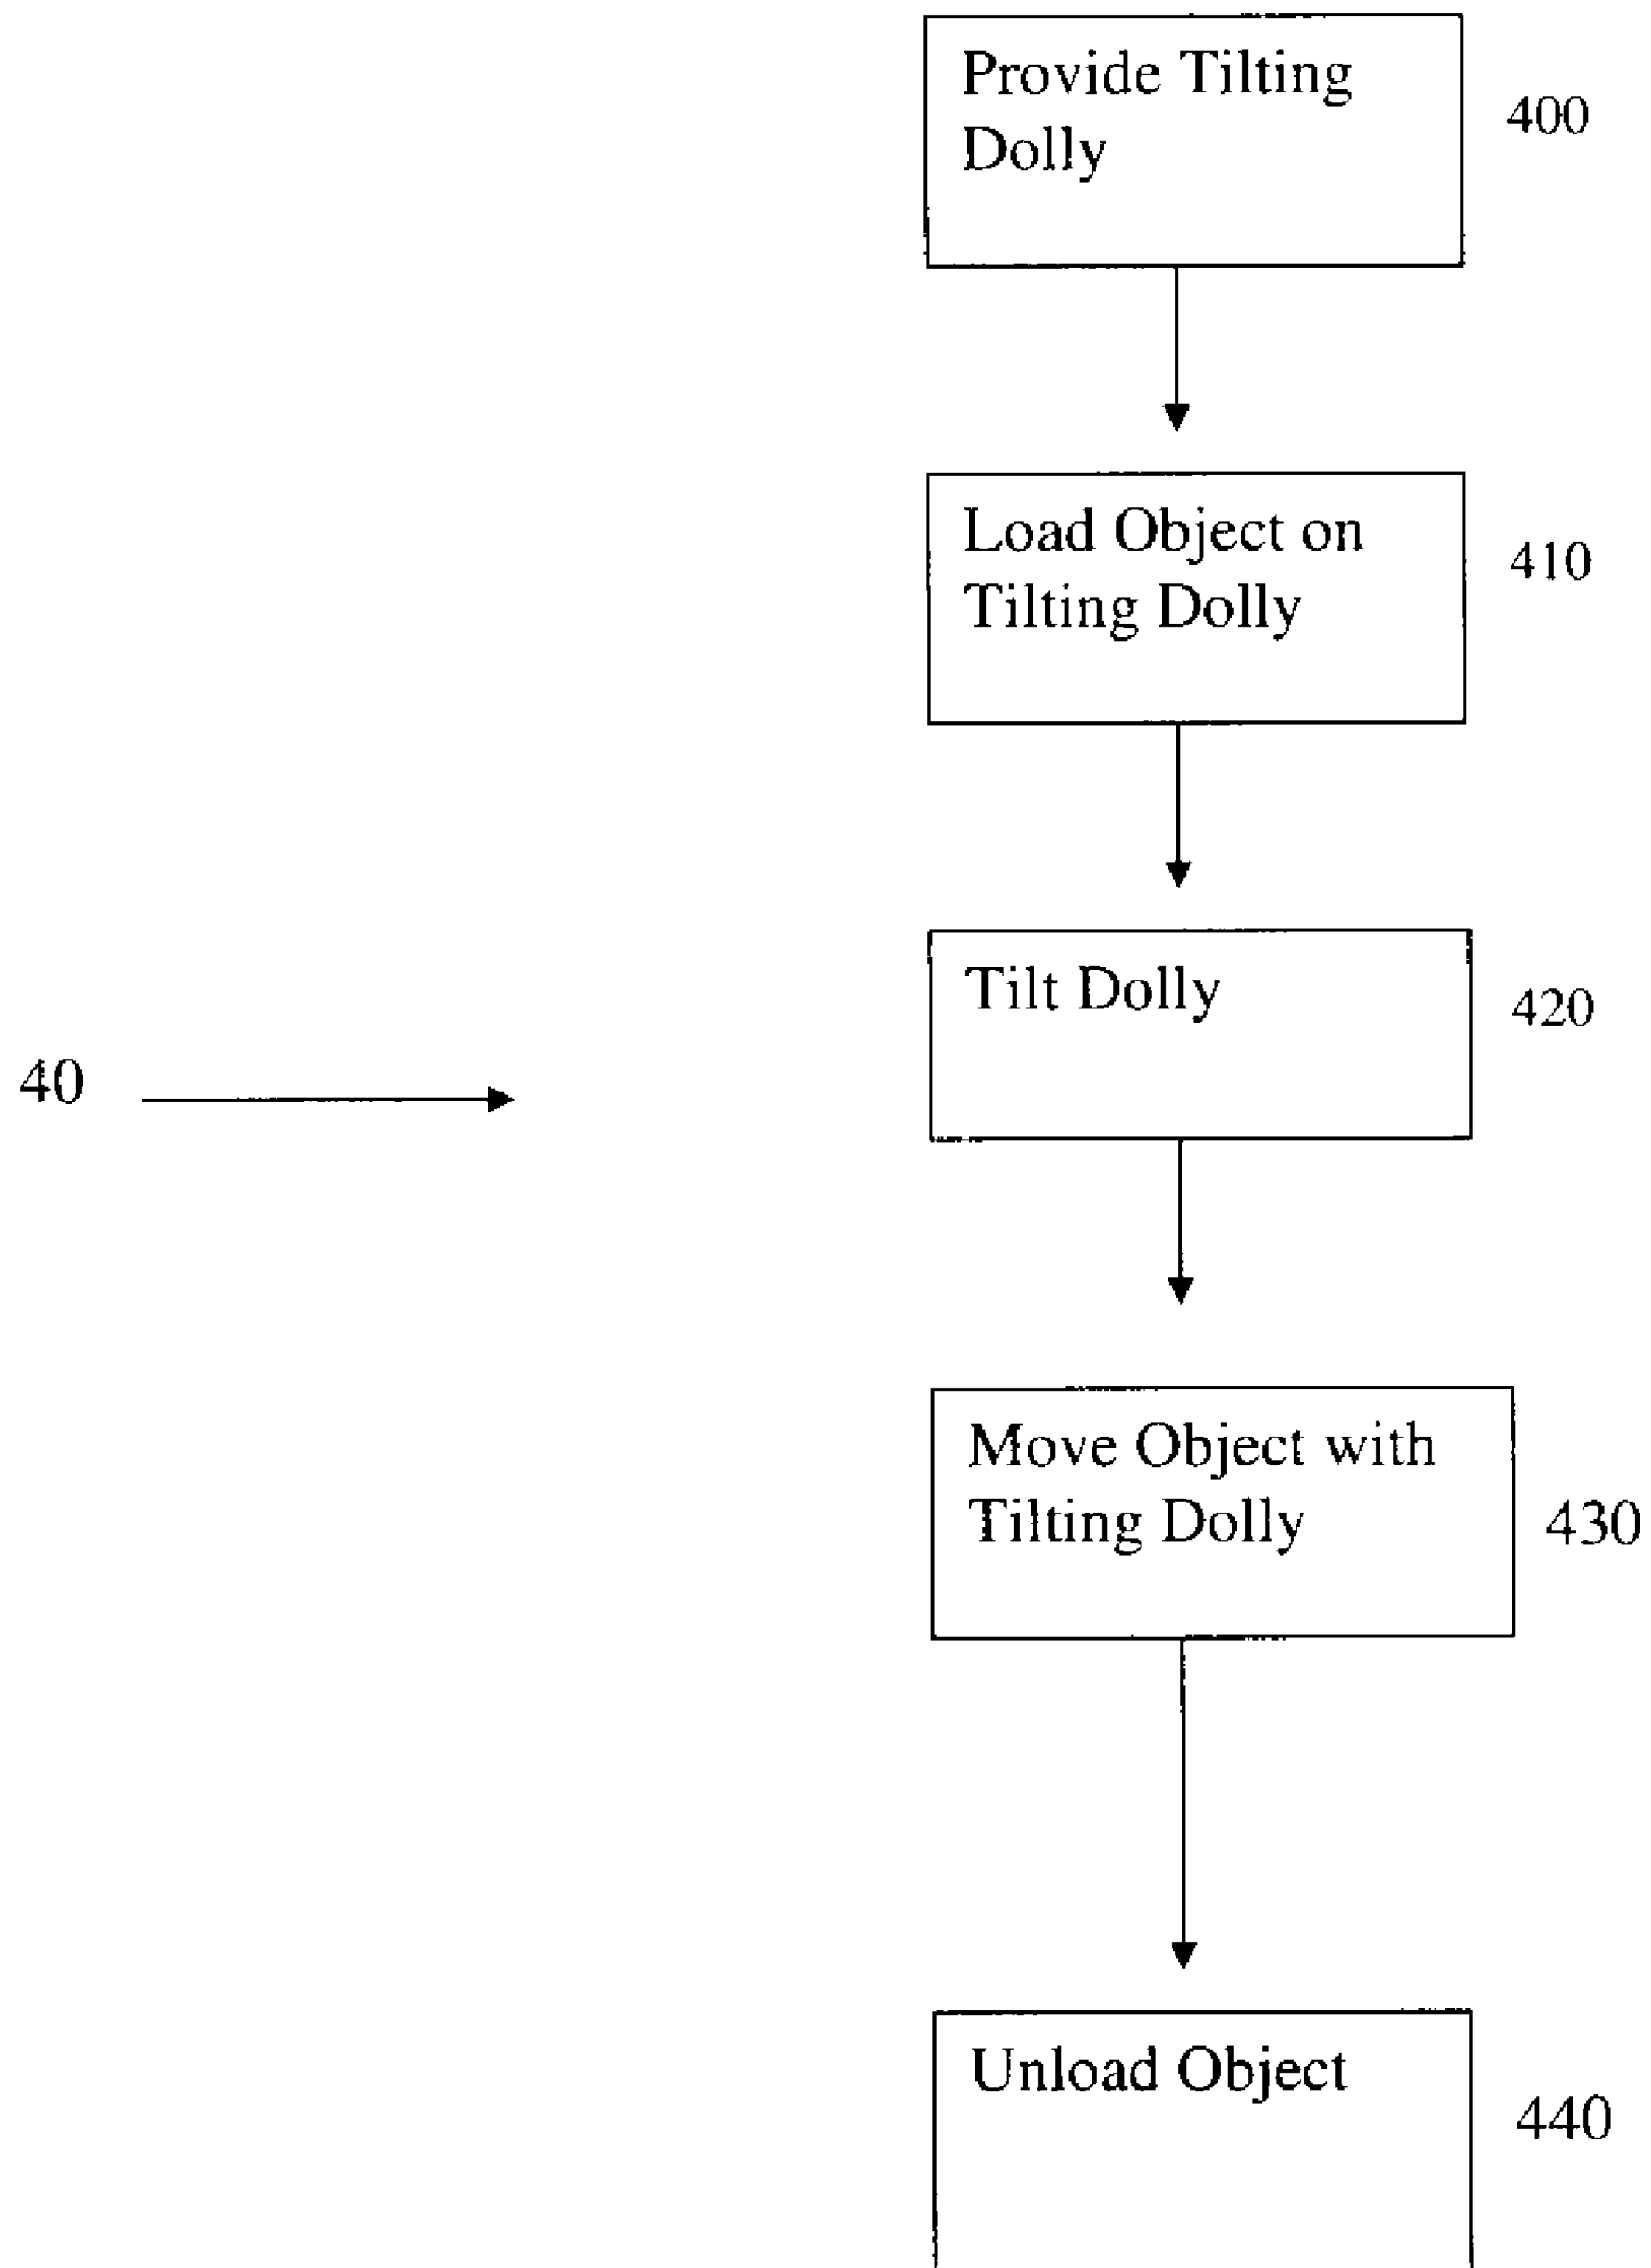 Provide Tilting
Dolly
400
Load Object on
Tilting Dolly
410
Tilt Dolly
420
40
Move Object with
Tilting Dolly
430
Unload Object
440